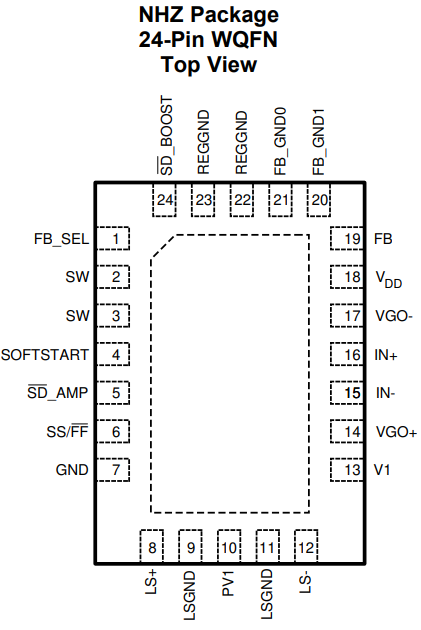 NHZ Package
24-Pin WQFN
Top View
SD_BOOST
REGGND
REGGND
FB_GND0
FB_GND1
24
23
22
21
20
FB_SEL 1
19 FB
SW 2
18 VDD
SW 3
17 VGO-
SOFTSTART 4
16 IN+
SD_AMP 5
15 IN-
SS/FF 6
14 VGO+
GND 7
13 V1
8
9
10
11
12
LS+
LSGND
PV1
LSGND
LS-